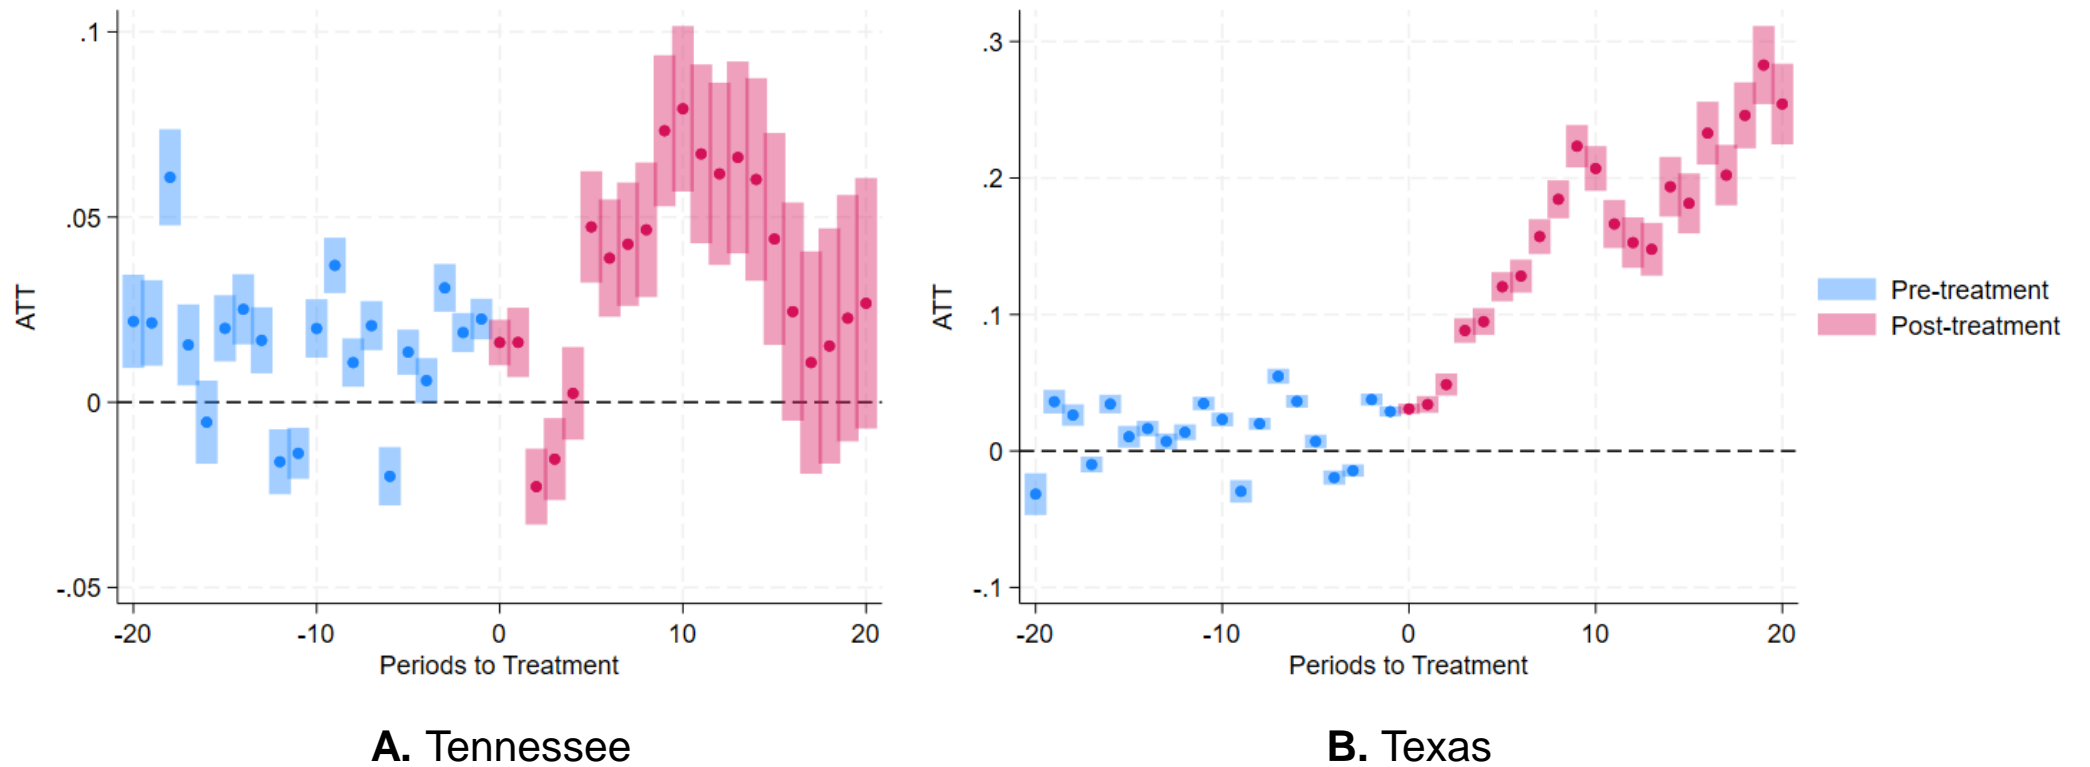 .1
.05
0
-.05
ATT
-20 -10 0 10 20
Periods to Treatment
A. Tennessee
.3
.2
.1
0
-.1
ATT
-20 -10 0 10 20
Periods to Treatment
B. Texas
Pre-treatment
Post-treatment